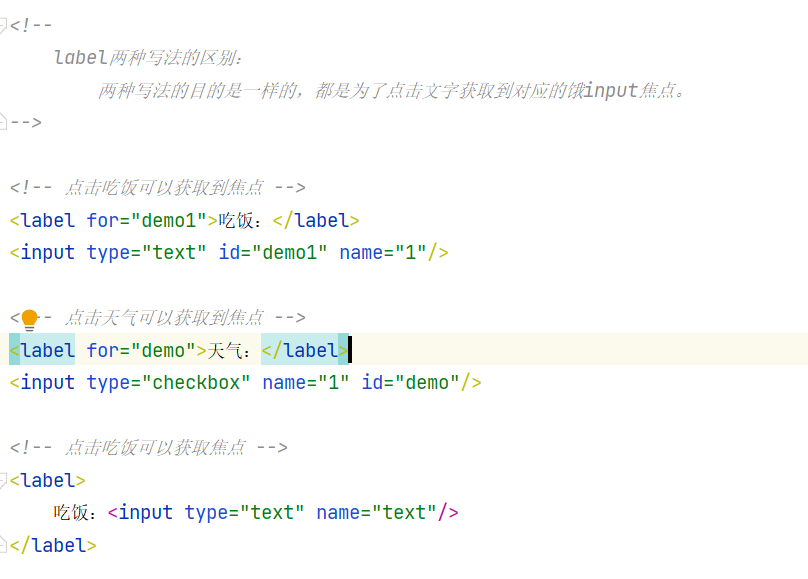 <!--
label两种写法的区别：
两种写法的目的是一样的，都是为了点击文字获取到对应的饿input焦点。
-->
<!-- 点击吃饭可以获取到焦点 -->
<label for="demo1">吃饭：</label>
<input type="text" id="demo1" name="1"/>
<!-- 点击天气可以获取到焦点 -->
<label for="demo">天气：</label>
<input type="checkbox" name="1" id="demo"/>
<!-- 点击吃饭可以获取焦点 -->
<label>
吃饭：<input type="text" name="text"/>
</label>